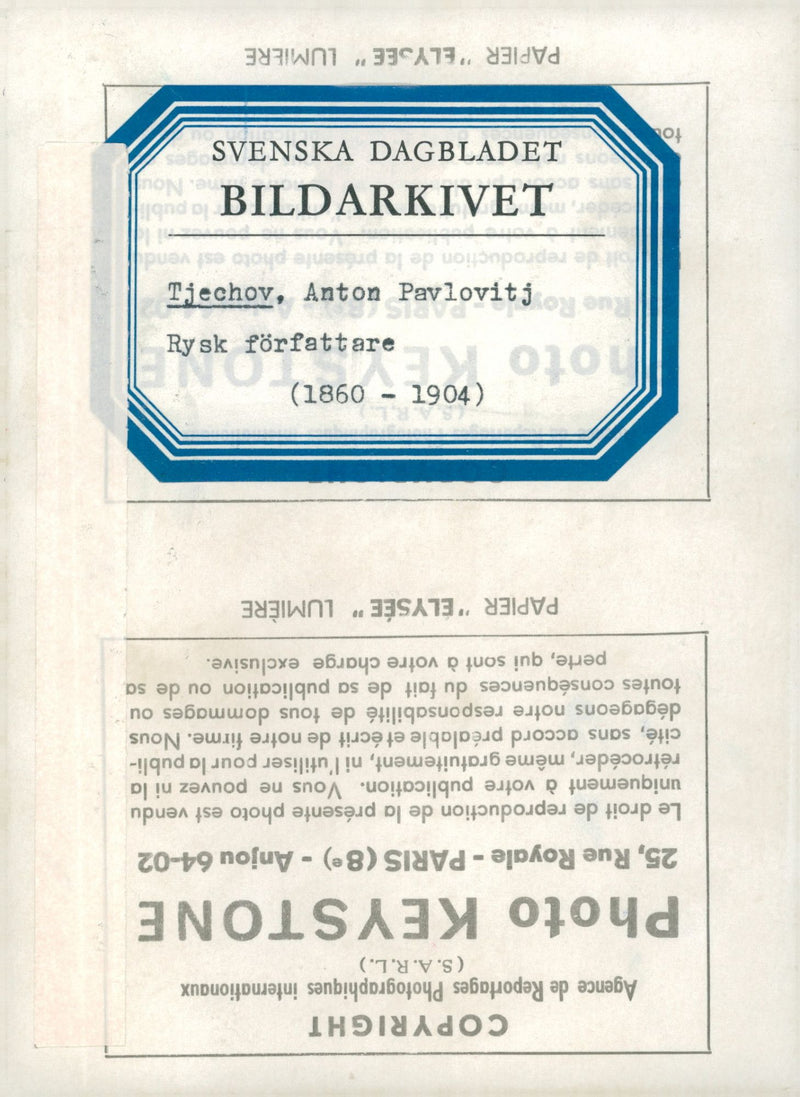 PAPIER "ELYSÉE" LUMIÈRE
SVENSKA DAGBLADET
BILDARKIVET
Tjechov, Anton Pavlovitj
Rysk författare
(1860 - 1904)
COPYRIGHT
Agence de Reportages Photographiques internationaux
(S.A.R.L.)
Photo KEYSTONE
25, Rue Royale - PARIS (8e) - Anjou 64-02
Le droit de reproduction de la présente photo est vendu
uniquement à votre publication. Vous ne pouvez ni la
rétrocéder, même gratuitement, ni l'utiliser pour la publi-
cité, sans accord préalable et écrit de notre firme. Nous
dégageons notre responsabilité de tous dommages ou
toutes conséquences du fait de sa publication ou de sa
perte, qui sont à votre charge exclusive.
PAPIER "ELYSÉE" LUMIÈRE